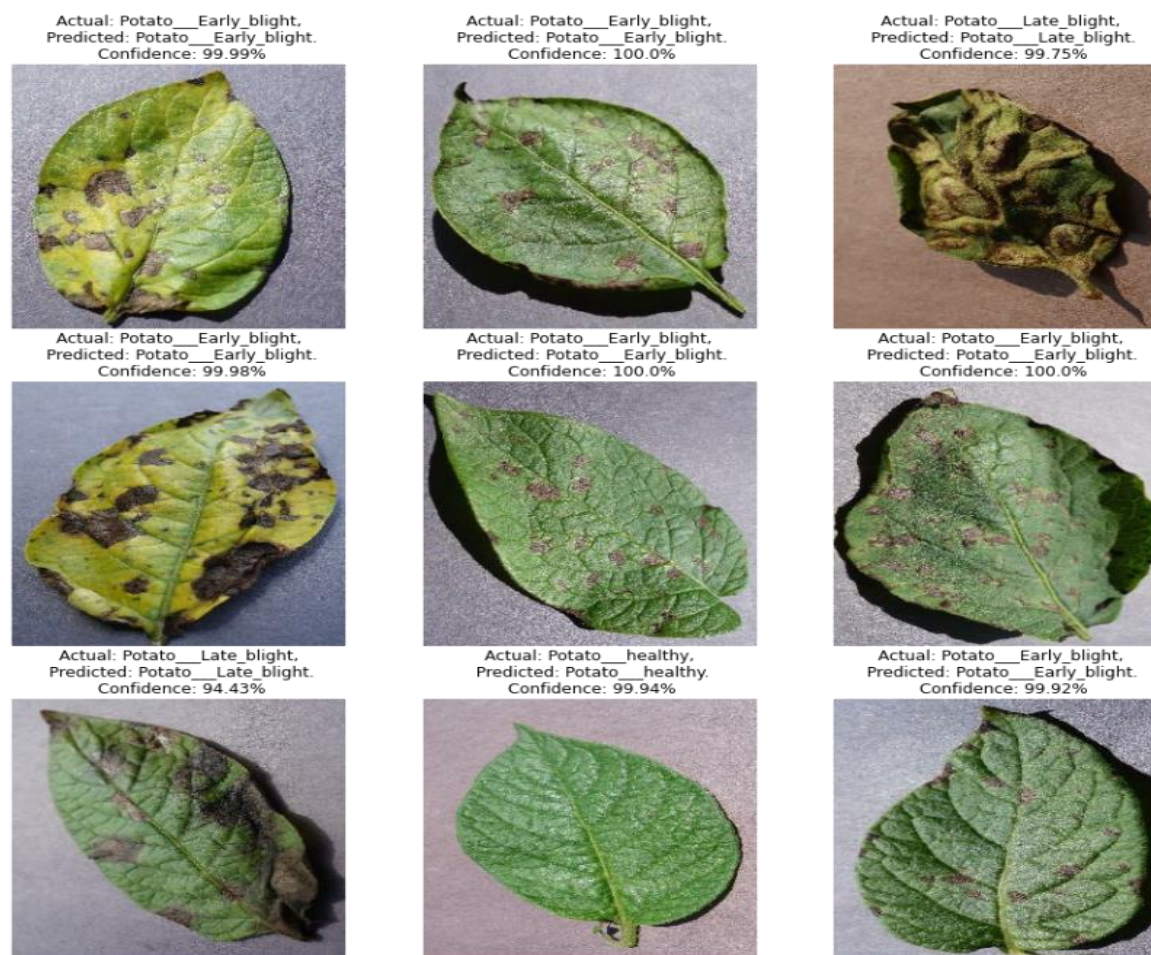 Actual: Potato___Early_blight,
Predicted: Potato___Early_blight.
Confidence: 99.99%
Actual: Potato___Early_blight,
Predicted: Potato___Early_blight.
Confidence: 100.0%
Actual: Potato___Late_blight,
Predicted: Potato___Late_blight.
Confidence: 99.75%
Actual: Potato___Early_blight,
Predicted: Potato___Early_blight.
Confidence: 99.98%
Actual: Potato___Early_blight,
Predicted: Potato___Early_blight.
Confidence: 100.0%
Actual: Potato___Early_blight,
Predicted: Potato___Early_blight.
Confidence: 100.0%
Actual: Potato___Late_blight,
Predicted: Potato___Late_blight.
Confidence: 94.43%
Actual: Potato___healthy,
Predicted: Potato___healthy.
Confidence: 99.94%
Actual: Potato___Early_blight,
Predicted: Potato___Early_blight.
Confidence: 99.92%